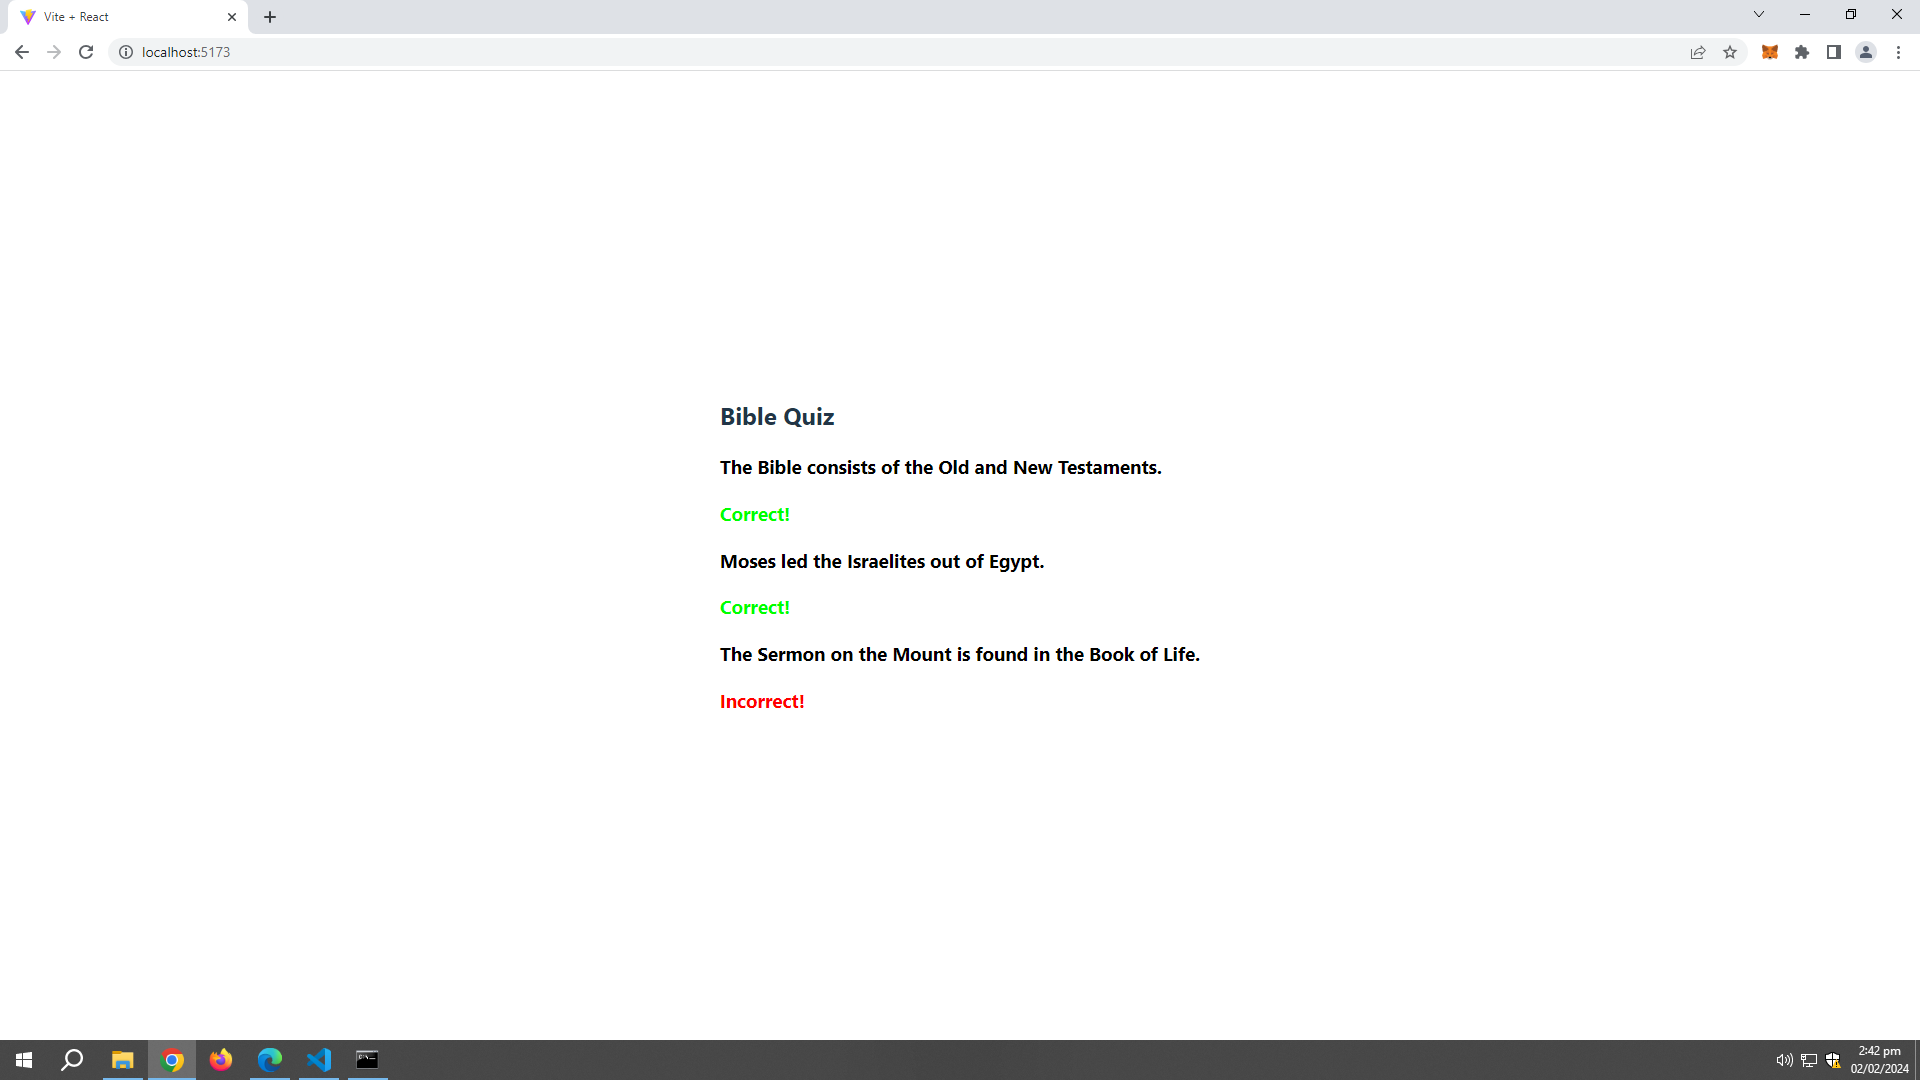 Vite + React
localhost:5173
Bible Quiz
The Bible consists of the Old and New Testaments.
Correct!
Moses led the Israelites out of Egypt.
Correct!
The Sermon on the Mount is found in the Book of Life.
Incorrect!
2:42 pm
02/02/2024